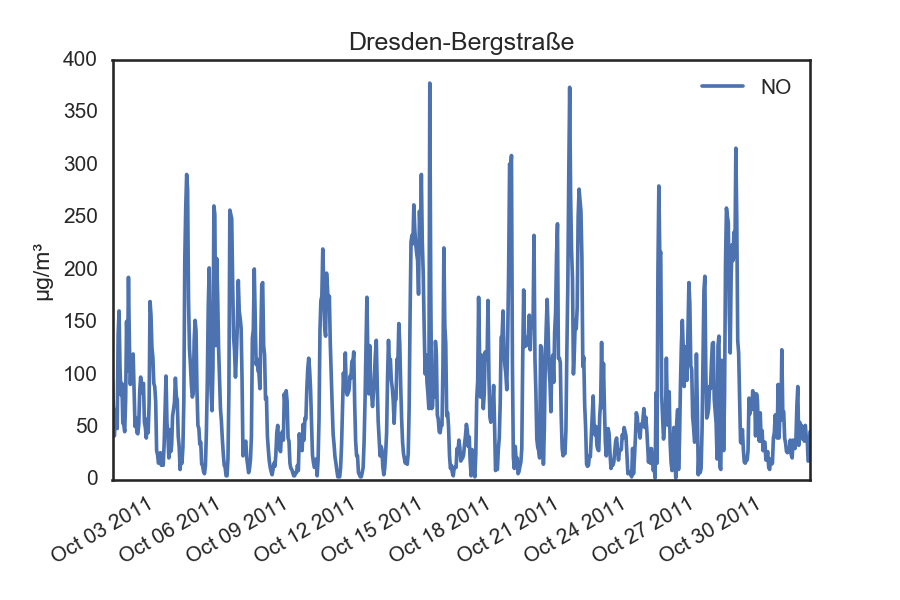 Dresden-Bergstraße
400
350
300
250
200
150
100
50
0
µg/m³
NO
Oct 03 2011
Oct 06 2011
Oct 09 2011
Oct 12 2011
Oct 15 2011
Oct 18 2011
Oct 21 2011
Oct 24 2011
Oct 27 2011
Oct 30 2011